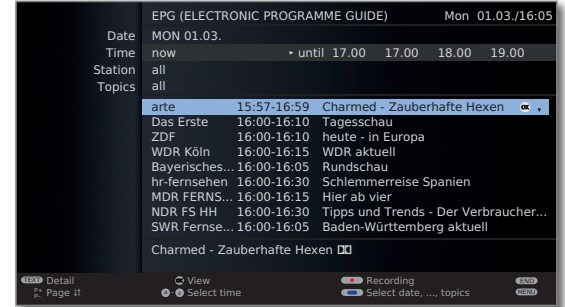 EPG (ELECTRONIC PROGRAMME GUIDE) Mon 01.03./16:05
Date MON 01.03.
Time now ▸ until 17.00 17.00 18.00 19.00
Station all
Topics all
arte 15:57-16:59 Charmed - Zauberhafte Hexen OK
Das Erste 16:00-16:10 Tagesschau
ZDF 16:00-16:10 heute - in Europa
WDR Köln 16:00-16:15 WDR aktuell
Bayerisches... 16:00-16:05 Rundschau
hr-fernsehen 16:00-16:30 Schlemmerreise Spanien
MDR FERNS... 16:00-16:15 Hier ab vier
NDR FS HH 16:00-16:30 Tipps und Trends - Der Verbraucher...
SWR Fernse... 16:00-16:05 Baden-Württemberg aktuell
Charmed - Zauberhafte Hexen
TEXT Detail OK View Recording END
P+ P- Page ↓↑ 0-9 Select time Select date, ..., topics MENU